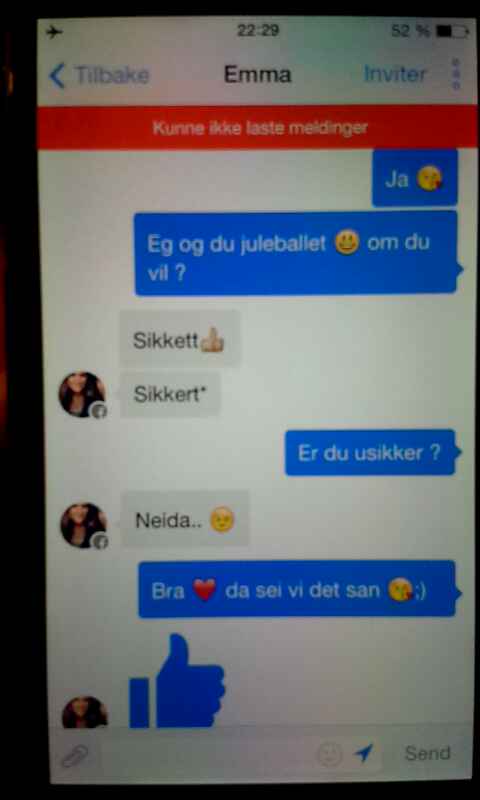 22:29
52 %
Tilbake
Emma
Inviter
Kunne ikke laste meldinger
Ja 😘
Eg og du juleballet 😃 om du
vil ?
Sikkett👍
Sikkert*
Er du usikker ?
Neida.. 😉
Bra ❤️ da sei vi det san 😘;)
Send